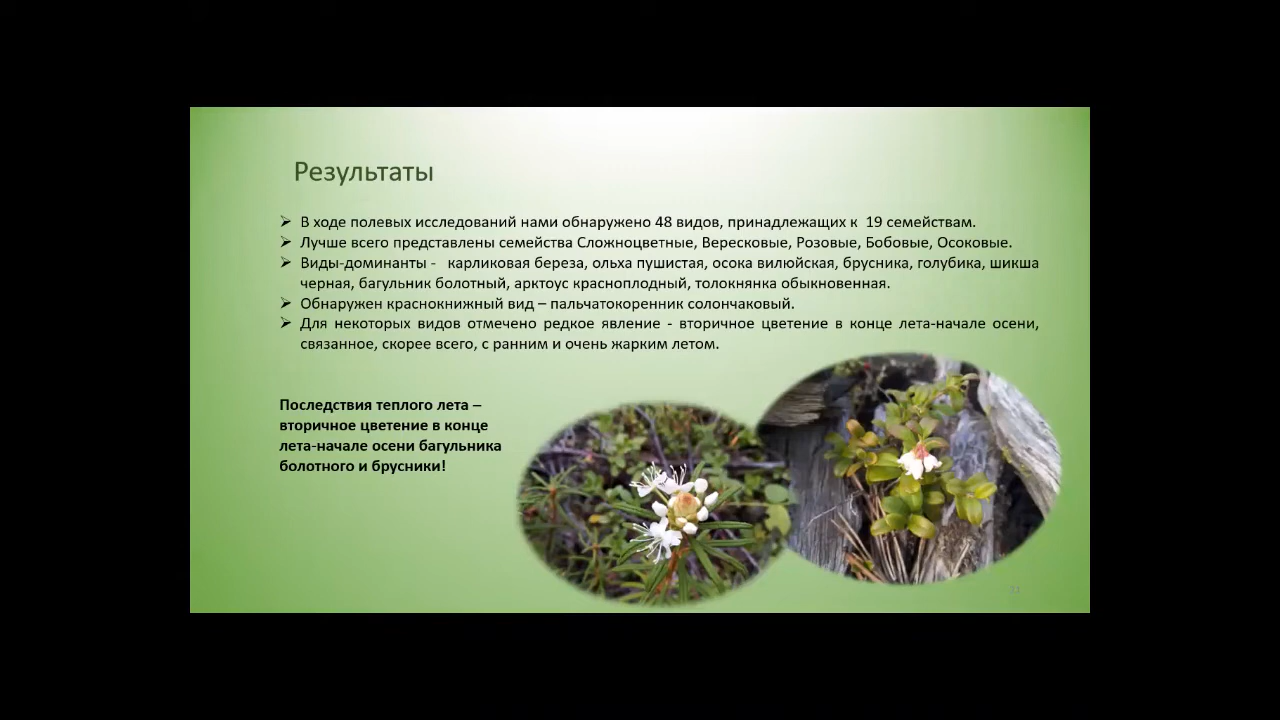 Результаты
➢ В ходе полевых исследований нами обнаружено 48 видов, принадлежащих к 19 семействам.
➢ Лучше всего представлены семейства Сложноцветные, Вересковые, Розовые, Бобовые, Осоковые.
➢ Виды-доминанты - карликовая береза, ольха пушистая, осока вилюйская, брусника, голубика, шикша
черная, багульник болотный, арктоус красноплодный, толокнянка обыкновенная.
➢ Обнаружен краснокнижный вид – пальчатокоренник солончаковый.
➢ Для некоторых видов отмечено редкое явление - вторичное цветение в конце лета-начале осени,
связанное, скорее всего, с ранним и очень жарким летом.
Последствия теплого лета –
вторичное цветение в конце
лета-начале осени багульника
болотного и брусники!